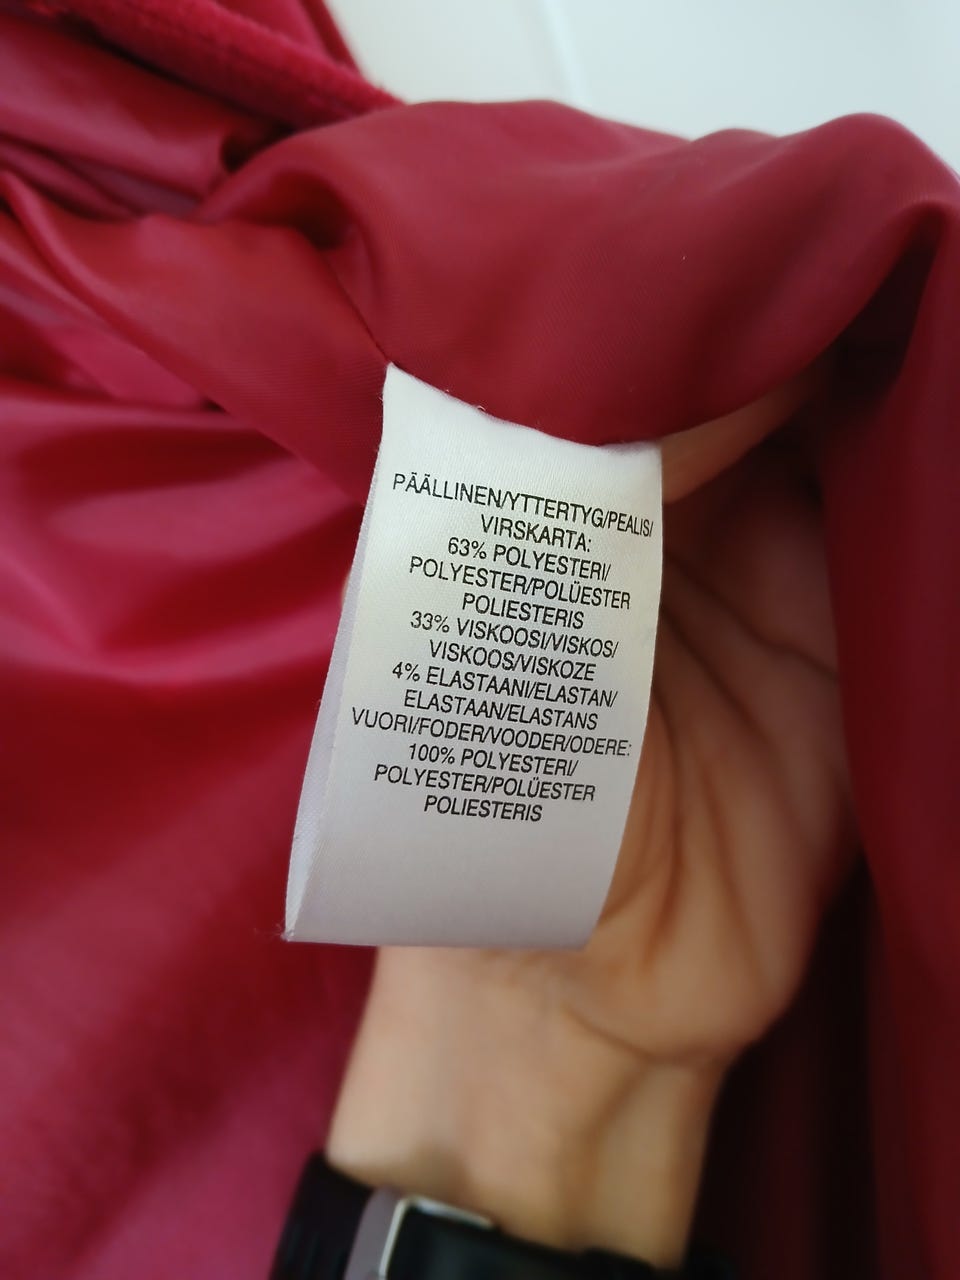 PÄÄLLINEN/YTTERTYG/PEALIS/
VIRSKARTA:
63% POLYESTERI/
POLYESTER/POLÜESTER
POLIESTERIS
33% VISKOOSI/VISKOS/
VISKOOS/VISKOZE
4% ELASTAANI/ELASTAN/
ELASTAAN/ELASTANS
VUORI/FODER/VOODER/ODERE:
100% POLYESTERI/
POLYESTER/POLÜESTER
POLIESTERIS